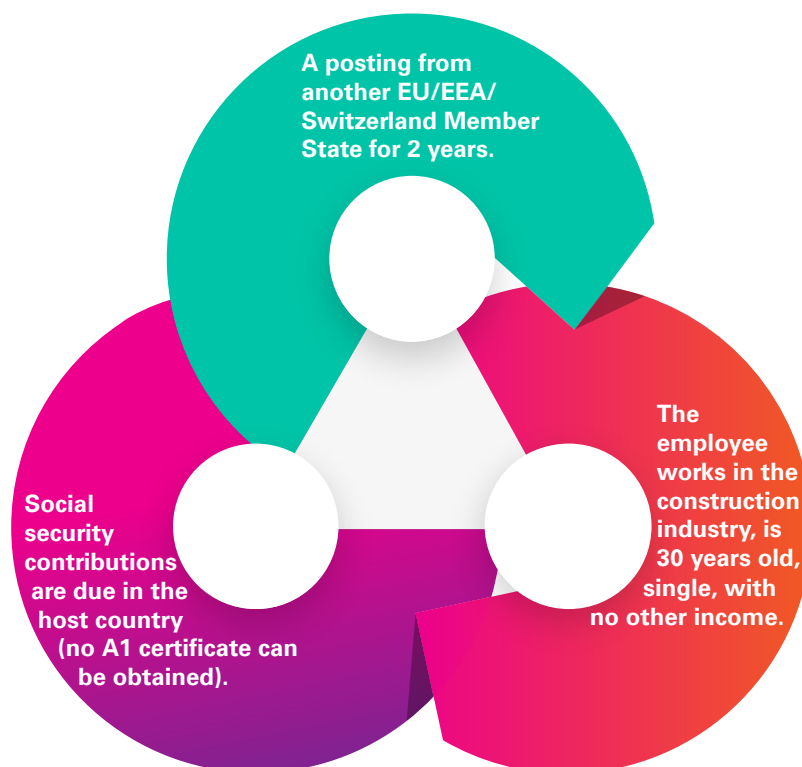 A posting from
another EU/EEA/
Switzerland Member
State for 2 years.
The
employee
works in the
construction
industry, is
30 years old,
single, with
no other income.
Social
security
contributions
are due in the
host country
(no A1 certificate can
be obtained).